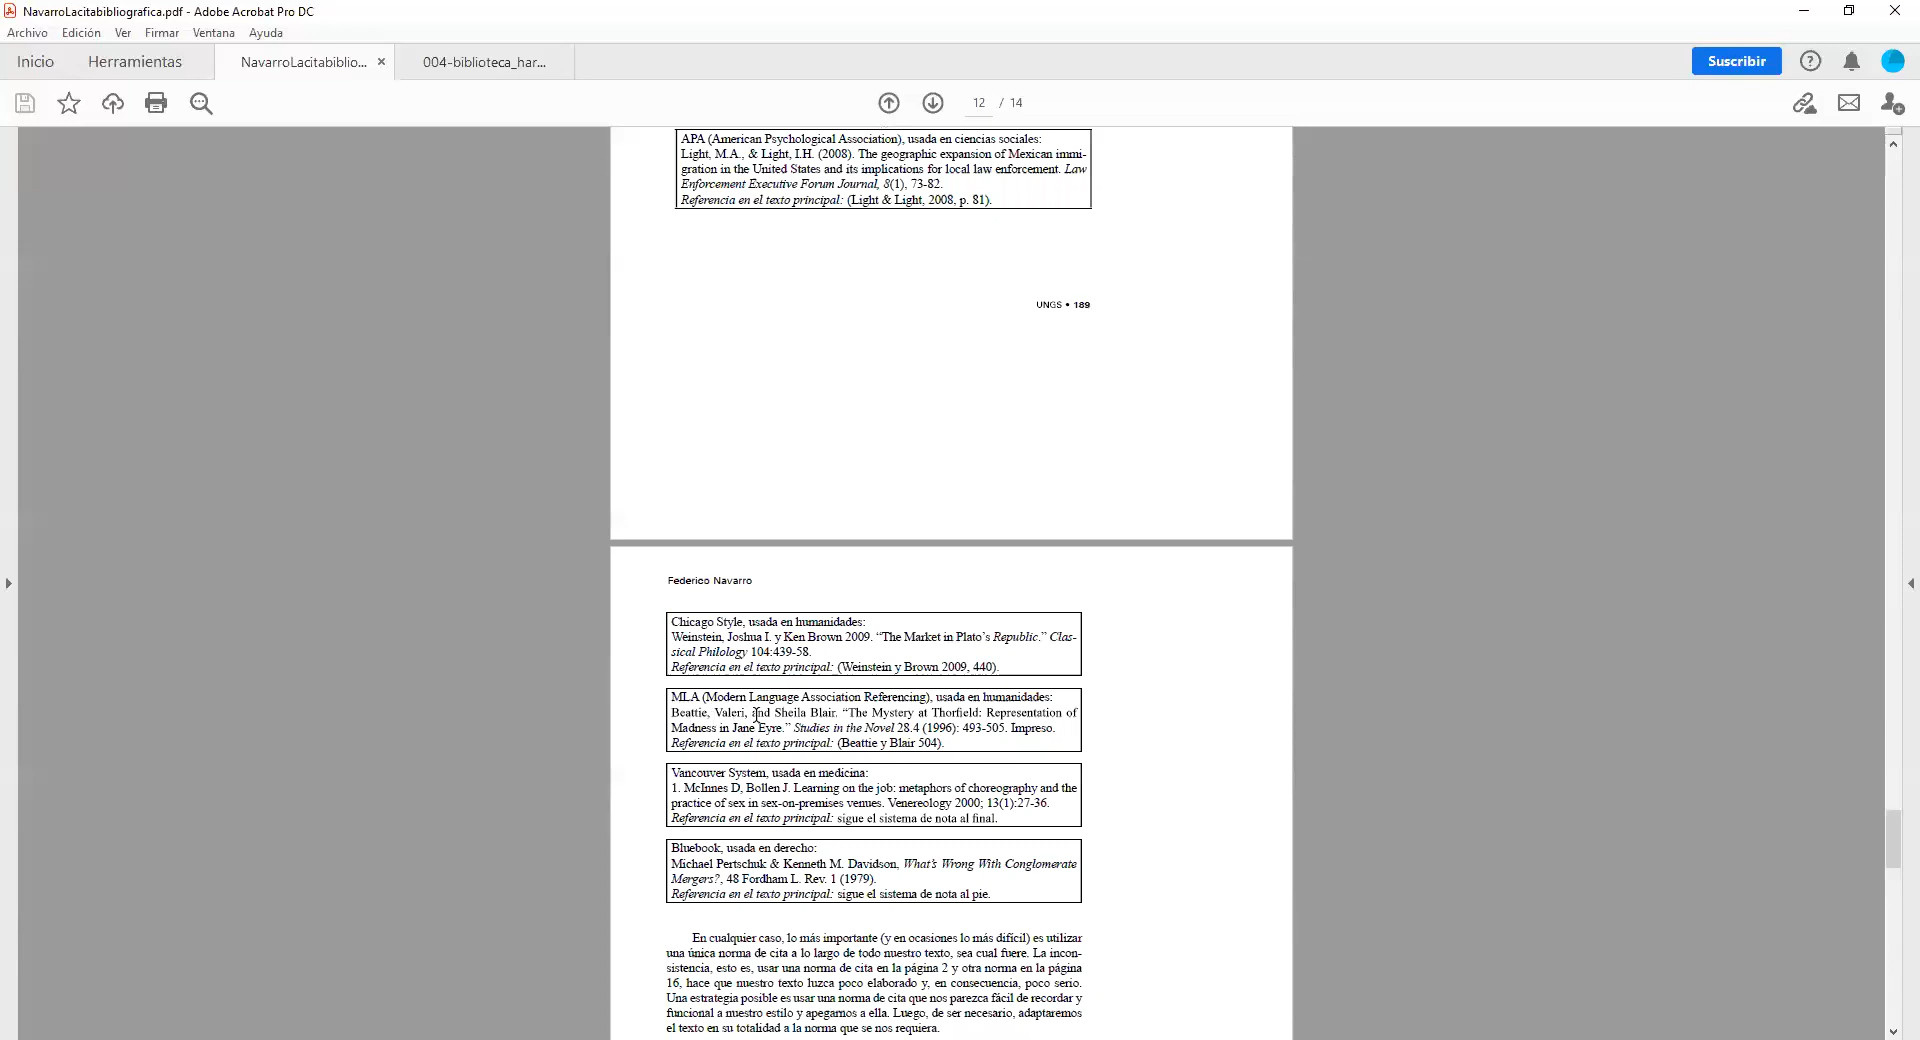 NavarroLacitabibliografica.pdf - Adobe Acrobat Pro DC
Archivo Edición Ver Firmar Ventana Ayuda
Inicio Herramientas NavarroLacitabiblio... × 004-biblioteca_har... Suscribir
12 / 14
APA (American Psychological Association), usada en ciencias sociales:
Light, M.A., & Light, I.H. (2008). The geographic expansion of Mexican immi-
gration in the United States and its implications for local law enforcement. Law
Enforcement Executive Forum Journal, 8(1), 73-82.
Referencia en el texto principal: (Light & Light, 2008, p. 81).
UNGS • 189
Federico Navarro
Chicago Style, usada en humanidades:
Weinstein, Joshua I. y Ken Brown 2009. “The Market in Plato’s Republic.” Clas-
sical Philology 104:439-58.
Referencia en el texto principal: (Weinstein y Brown 2009, 440).
MLA (Modern Language Association Referencing), usada en humanidades:
Beattie, Valeri, and Sheila Blair. “The Mystery at Thorfield: Representation of
Madness in Jane Eyre.” Studies in the Novel 28.4 (1996): 493-505. Impreso.
Referencia en el texto principal: (Beattie y Blair 504).
Vancouver System, usada en medicina:
1. McInnes D, Bollen J. Learning on the job: metaphors of choreography and the
practice of sex in sex-on-premises venues. Venereology 2000; 13(1):27-36.
Referencia en el texto principal: sigue el sistema de nota al final.
Bluebook, usada en derecho:
Michael Pertschuk & Kenneth M. Davidson, What’s Wrong With Conglomerate
Mergers?, 48 Fordham L. Rev. 1 (1979).
Referencia en el texto principal: sigue el sistema de nota al pie.
En cualquier caso, lo más importante (y en ocasiones lo más difícil) es utilizar
una única norma de cita a lo largo de todo nuestro texto, sea cual fuere. La incon-
sistencia, esto es, usar una norma de cita en la página 2 y otra norma en la página
16, hace que nuestro texto luzca poco elaborado y, en consecuencia, poco serio.
Una estrategia posible es usar una norma de cita que nos parezca fácil de recordar y
funcional a nuestro estilo y apegarnos a ella. Luego, de ser necesario, adaptaremos
el texto en su totalidad a la norma que se nos requiera.